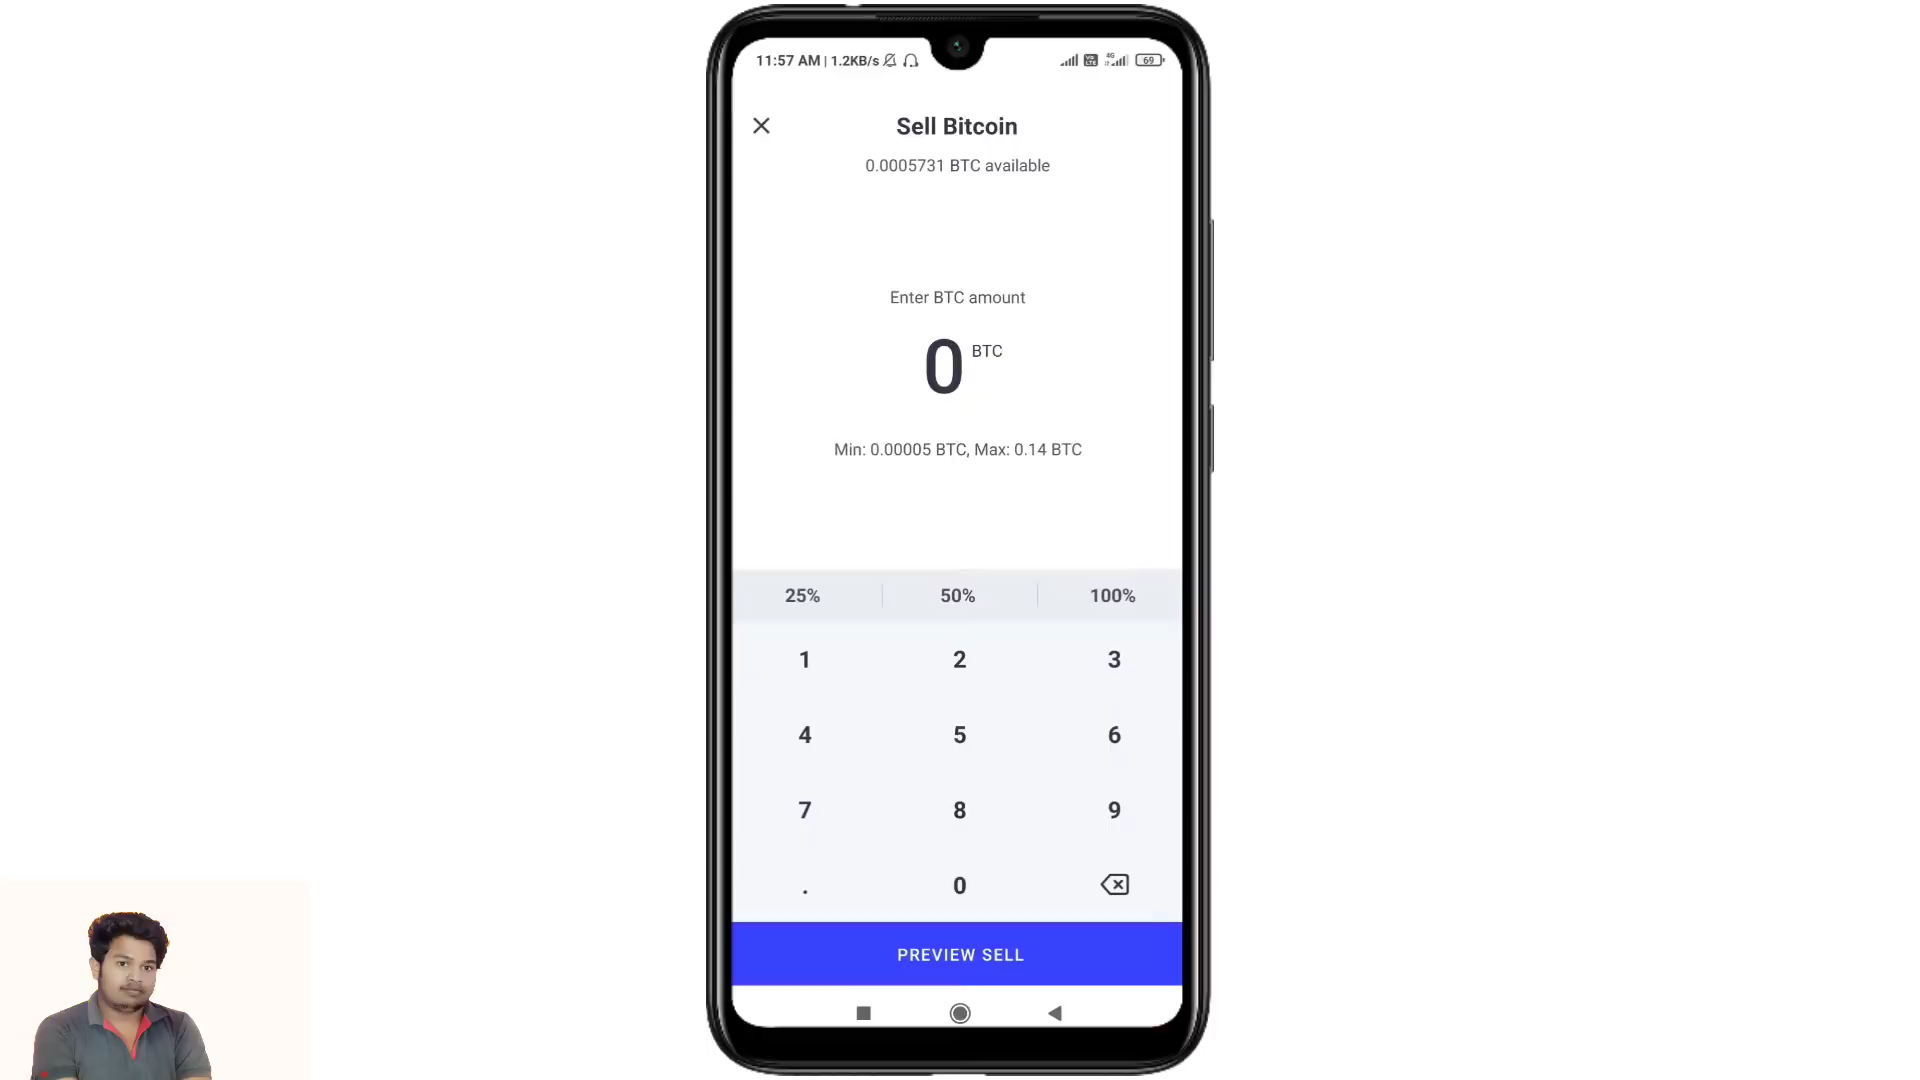 11:57 AM | 1.2KB/s
4G
69
Sell Bitcoin
0.0005731 BTC available
Enter BTC amount
0 BTC
Min: 0.00005 BTC, Max: 0.14 BTC
25% 50% 100%
1 2 3
4 5 6
7 8 9
. 0
PREVIEW SELL